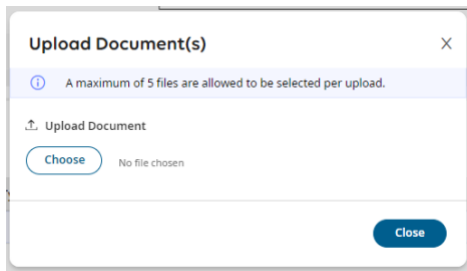 Upload Document(s)
A maximum of 5 files are allowed to be selected per upload.
Upload Document
Choose No file chosen
Close